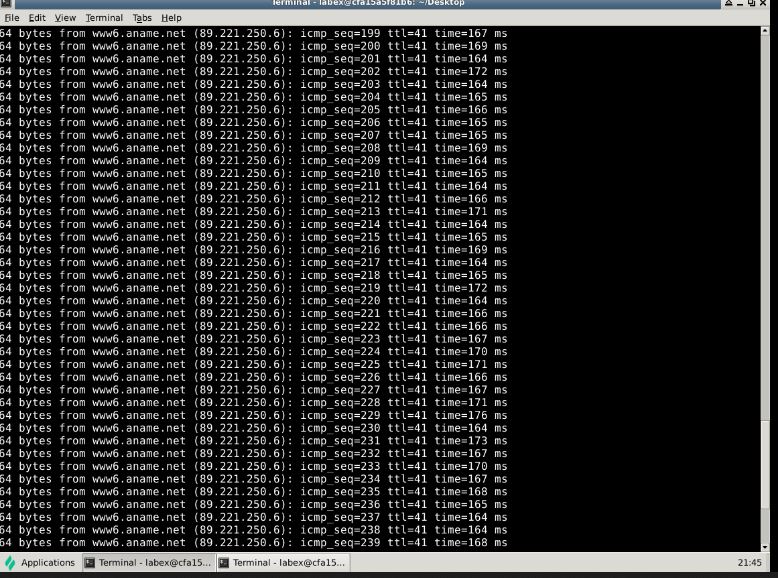 Terminal - labex@cfa15a5f81b6: ~/Desktop
File Edit View Terminal Tabs Help
64 bytes from www6.aname.net (89.221.250.6): icmp_seq=199 ttl=41 time=167 ms
64 bytes from www6.aname.net (89.221.250.6): icmp_seq=200 ttl=41 time=169 ms
64 bytes from www6.aname.net (89.221.250.6): icmp_seq=201 ttl=41 time=164 ms
64 bytes from www6.aname.net (89.221.250.6): icmp_seq=202 ttl=41 time=172 ms
64 bytes from www6.aname.net (89.221.250.6): icmp_seq=203 ttl=41 time=164 ms
64 bytes from www6.aname.net (89.221.250.6): icmp_seq=204 ttl=41 time=165 ms
64 bytes from www6.aname.net (89.221.250.6): icmp_seq=205 ttl=41 time=166 ms
64 bytes from www6.aname.net (89.221.250.6): icmp_seq=206 ttl=41 time=165 ms
64 bytes from www6.aname.net (89.221.250.6): icmp_seq=207 ttl=41 time=165 ms
64 bytes from www6.aname.net (89.221.250.6): icmp_seq=208 ttl=41 time=169 ms
64 bytes from www6.aname.net (89.221.250.6): icmp_seq=209 ttl=41 time=164 ms
64 bytes from www6.aname.net (89.221.250.6): icmp_seq=210 ttl=41 time=165 ms
64 bytes from www6.aname.net (89.221.250.6): icmp_seq=211 ttl=41 time=164 ms
64 bytes from www6.aname.net (89.221.250.6): icmp_seq=212 ttl=41 time=166 ms
64 bytes from www6.aname.net (89.221.250.6): icmp_seq=213 ttl=41 time=171 ms
64 bytes from www6.aname.net (89.221.250.6): icmp_seq=214 ttl=41 time=164 ms
64 bytes from www6.aname.net (89.221.250.6): icmp_seq=215 ttl=41 time=165 ms
64 bytes from www6.aname.net (89.221.250.6): icmp_seq=216 ttl=41 time=169 ms
64 bytes from www6.aname.net (89.221.250.6): icmp_seq=217 ttl=41 time=164 ms
64 bytes from www6.aname.net (89.221.250.6): icmp_seq=218 ttl=41 time=165 ms
64 bytes from www6.aname.net (89.221.250.6): icmp_seq=219 ttl=41 time=172 ms
64 bytes from www6.aname.net (89.221.250.6): icmp_seq=220 ttl=41 time=164 ms
64 bytes from www6.aname.net (89.221.250.6): icmp_seq=221 ttl=41 time=166 ms
64 bytes from www6.aname.net (89.221.250.6): icmp_seq=222 ttl=41 time=166 ms
64 bytes from www6.aname.net (89.221.250.6): icmp_seq=223 ttl=41 time=167 ms
64 bytes from www6.aname.net (89.221.250.6): icmp_seq=224 ttl=41 time=170 ms
64 bytes from www6.aname.net (89.221.250.6): icmp_seq=225 ttl=41 time=171 ms
64 bytes from www6.aname.net (89.221.250.6): icmp_seq=226 ttl=41 time=166 ms
64 bytes from www6.aname.net (89.221.250.6): icmp_seq=227 ttl=41 time=167 ms
64 bytes from www6.aname.net (89.221.250.6): icmp_seq=228 ttl=41 time=171 ms
64 bytes from www6.aname.net (89.221.250.6): icmp_seq=229 ttl=41 time=176 ms
64 bytes from www6.aname.net (89.221.250.6): icmp_seq=230 ttl=41 time=164 ms
64 bytes from www6.aname.net (89.221.250.6): icmp_seq=231 ttl=41 time=173 ms
64 bytes from www6.aname.net (89.221.250.6): icmp_seq=232 ttl=41 time=167 ms
64 bytes from www6.aname.net (89.221.250.6): icmp_seq=233 ttl=41 time=170 ms
64 bytes from www6.aname.net (89.221.250.6): icmp_seq=234 ttl=41 time=167 ms
64 bytes from www6.aname.net (89.221.250.6): icmp_seq=235 ttl=41 time=168 ms
64 bytes from www6.aname.net (89.221.250.6): icmp_seq=236 ttl=41 time=165 ms
64 bytes from www6.aname.net (89.221.250.6): icmp_seq=237 ttl=41 time=164 ms
64 bytes from www6.aname.net (89.221.250.6): icmp_seq=238 ttl=41 time=164 ms
64 bytes from www6.aname.net (89.221.250.6): icmp_seq=239 ttl=41 time=168 ms
Applications Terminal - labex@cfa15... Terminal - labex@cfa15... 21:45